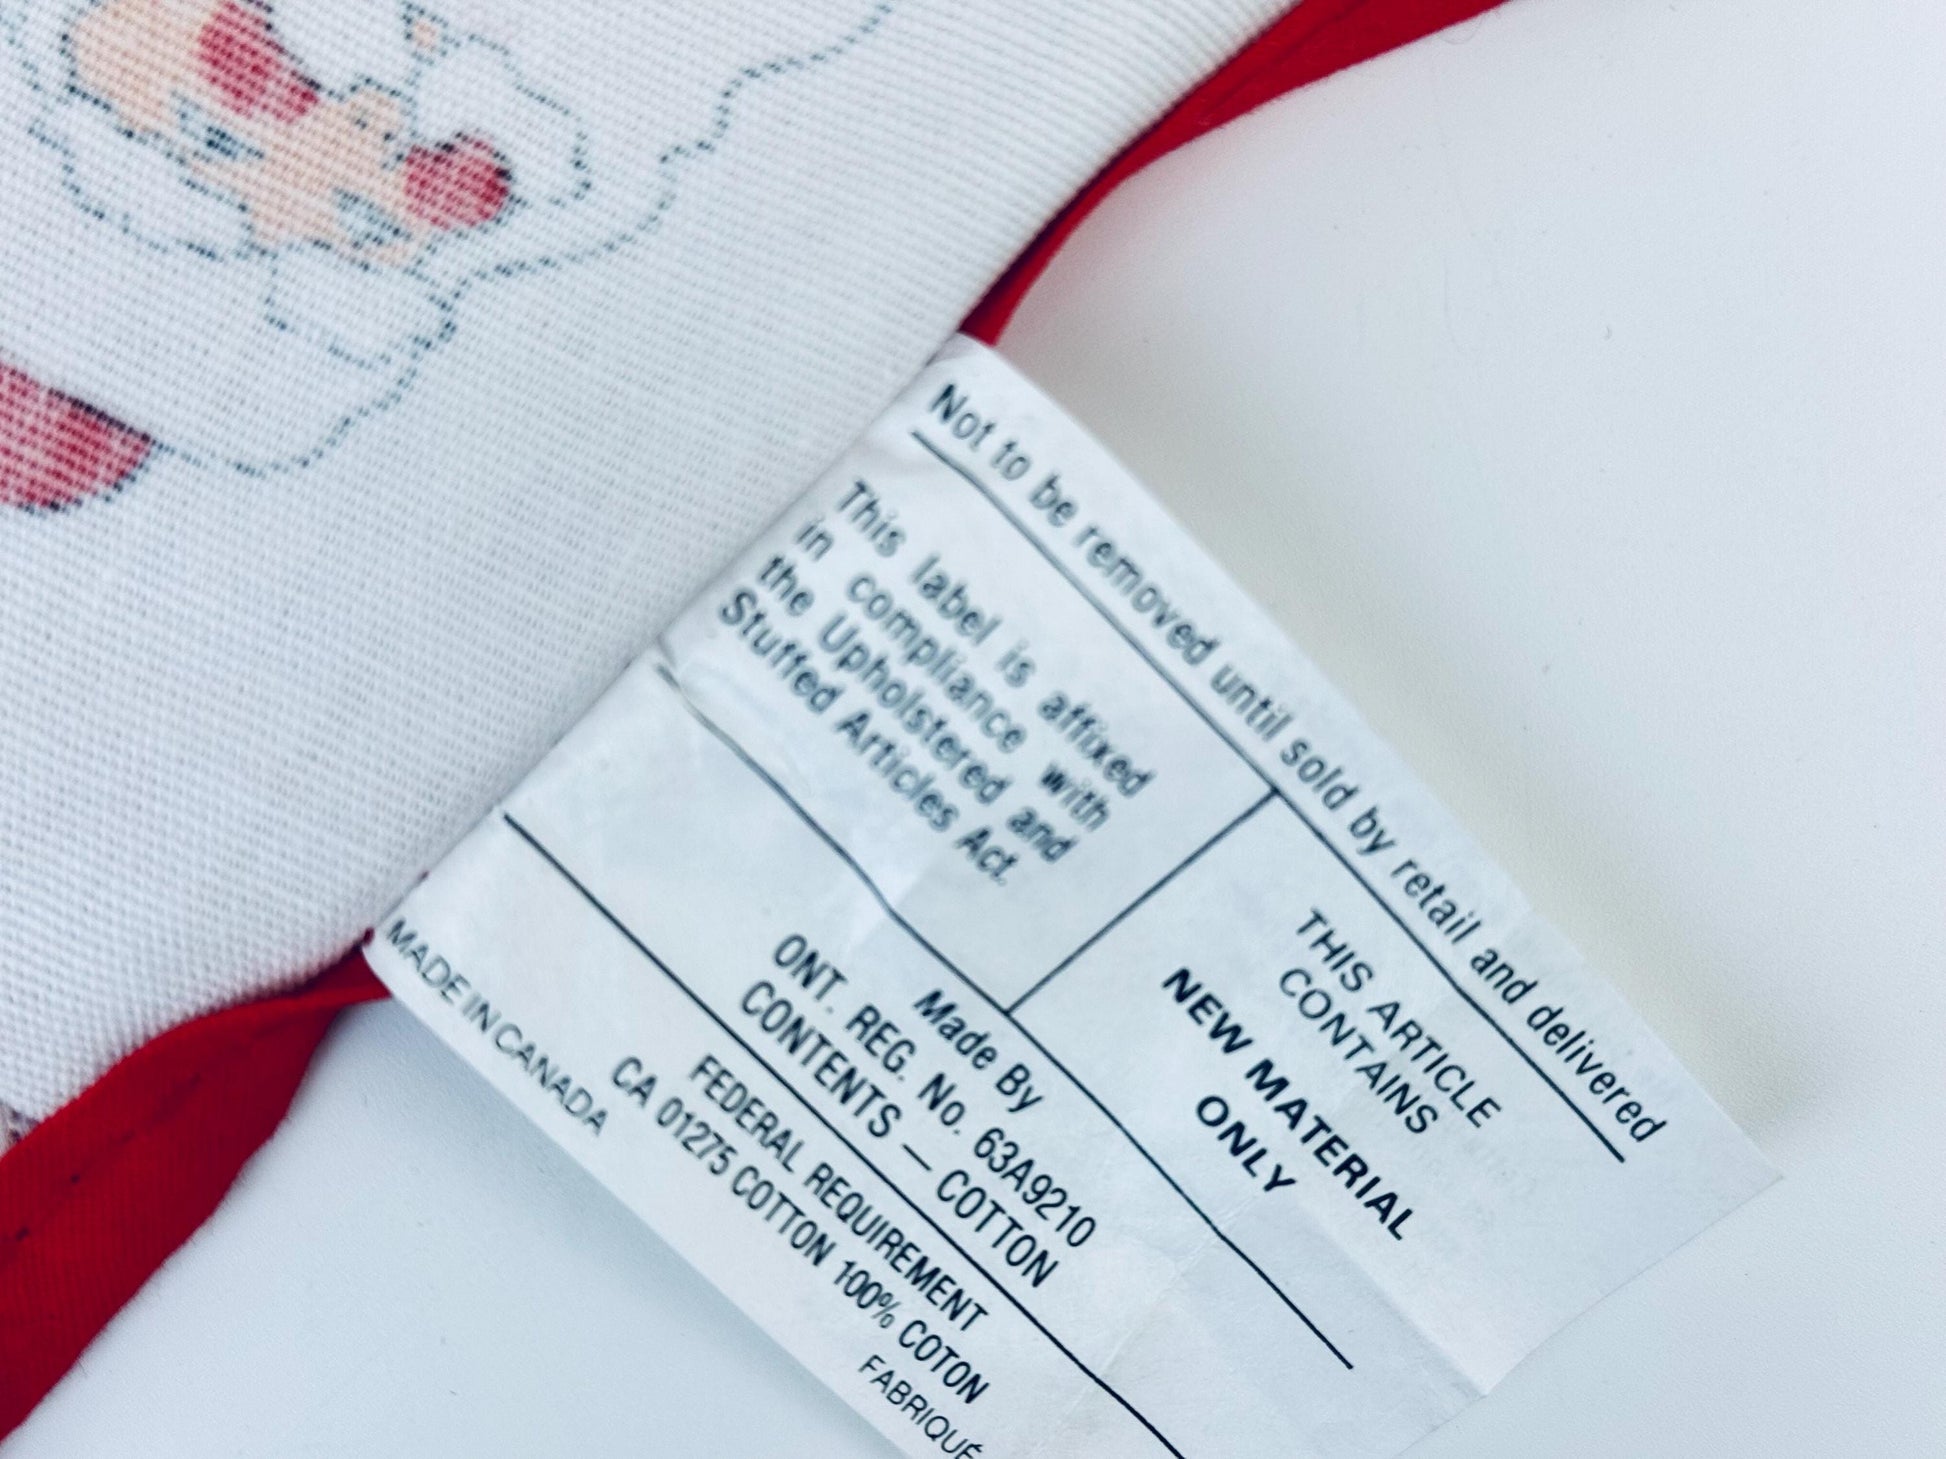 Not to be removed until sold by retail and delivered
This label is affixed
in compliance with
the Upholstered and
Stuffed Articles Act.
THIS ARTICLE
CONTAINS
NEW MATERIAL
ONLY
Made By
ONT. REG. No. 63A9210
CONTENTS — COTTON
FEDERAL REQUIREMENT
CA 01275 COTTON 100% COTON
MADE IN CANADA
FABRIQUÉ